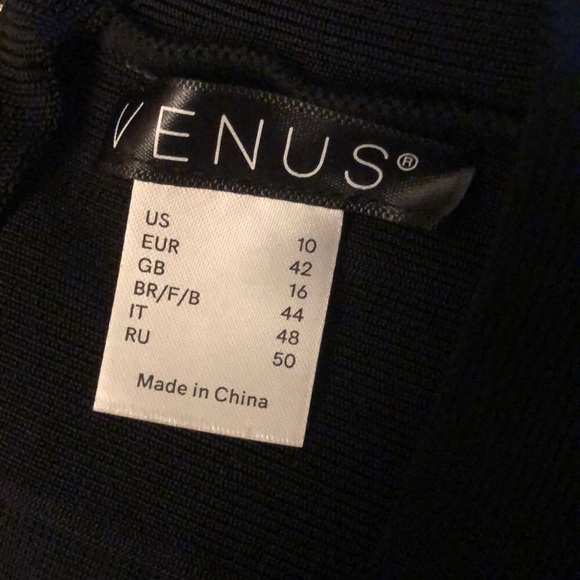 VENUS®
US 10
EUR 42
GB 16
BR/F/B 44
IT 48
RU 50
Made in China